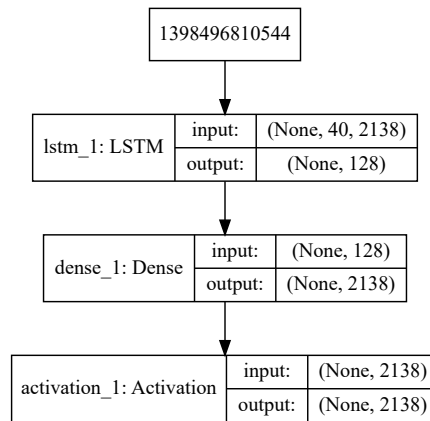 1398496810544
lstm_1: LSTM
input: (None, 40, 2138)
output: (None, 128)
dense_1: Dense
input: (None, 128)
output: (None, 2138)
activation_1: Activation
input: (None, 2138)
output: (None, 2138)